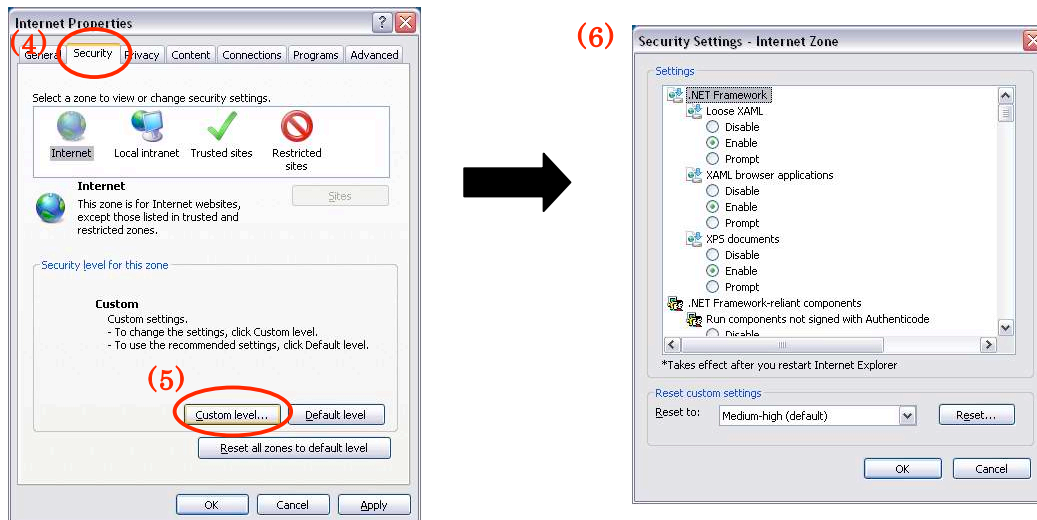 Internet Properties
(4)
General Security Privacy Content Connections Programs Advanced
Select a zone to view or change security settings.
Internet Local intranet Trusted sites Restricted sites
Internet
This zone is for Internet websites,
except those listed in trusted and
restricted zones.
Sites
Security level for this zone
Custom
Custom settings.
- To change the settings, click Custom level.
- To use the recommended settings, click Default level.
(5)
Custom level... Default level
Reset all zones to default level
OK Cancel Apply
(6)
Security Settings - Internet Zone
Settings
.NET Framework
Loose XAML
Disable
Enable
Prompt
XAML browser applications
Disable
Enable
Prompt
XPS documents
Disable
Enable
Prompt
.NET Framework-reliant components
Run components not signed with Authenticode
Disable
*Takes effect after you restart Internet Explorer
Reset custom settings
Reset to: Medium-high (default) Reset...
OK Cancel